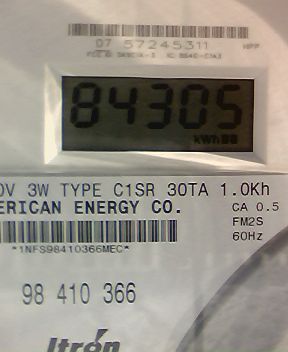 07 57245311
84305
kWh
0V 3W TYPE C1SR 30TA 1.0Kh
ERICAN ENERGY CO.
CA 0.5
FM2S
60Hz
*1NFS98410366MEC*
98 410 366
Itrón